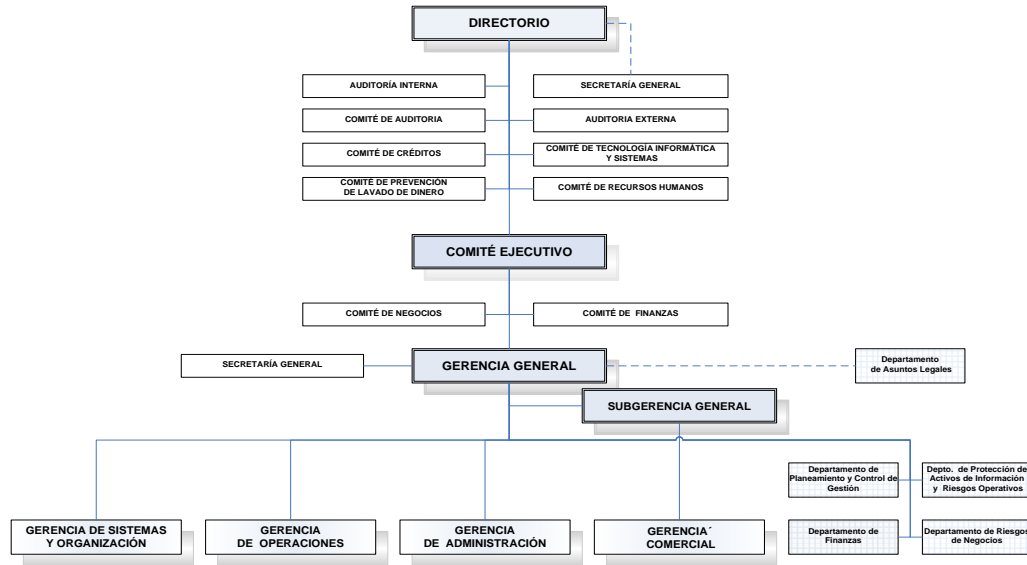 DIRECTORIO
AUDITORÍA INTERNA
SECRETARÍA GENERAL
COMITÉ DE AUDITORIA
AUDITORIA EXTERNA
COMITÉ DE CRÉDITOS
COMITÉ DE TECNOLOGÍA INFORMÁTICA
Y SISTEMAS
COMITÉ DE PREVENCIÓN
DE LAVADO DE DINERO
COMITÉ DE RECURSOS HUMANOS
COMITÉ EJECUTIVO
COMITÉ DE NEGOCIOS
COMITÉ DE FINANZAS
SECRETARÍA GENERAL
GERENCIA GENERAL
Departamento
de Asuntos Legales
SUBGERENCIA GENERAL
Departamento de
Planeamiento y Control de
Gestión
Depto. de Protección de
Activos de Información
y Riesgos Operativos
GERENCIA DE SISTEMAS
Y ORGANIZACIÓN
GERENCIA
DE OPERACIONES
GERENCIA
DE ADMINISTRACIÓN
GERENCIA´
COMERCIAL
Departamento de
Finanzas
Departamento de Riesgos
de Negocios